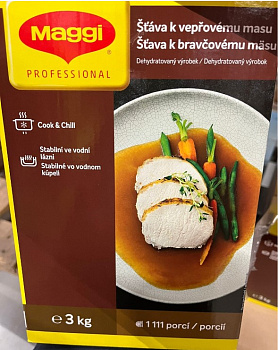 Maggi
PROFESSIONAL
Šťáva k vepřovému masu
Šťava k bravčovému mäsu
Dehydratovaný výrobek / Dehydratovaný výrobok
Cook & Chill
Stabilní ve vodní
lázni
Stabilné vo vodnom
kúpeli
℮ 3 kg
1 111 porcí / porcií